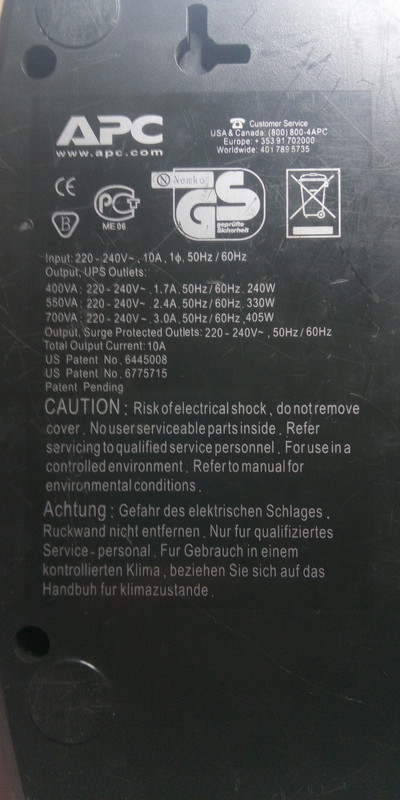 APC
www.apc.com
☎ Customer Service
USA & Canada: (800) 800-4APC
Europe: +353 91 702000
Worldwide: 401 789 5735
CE
N Nemko
GS
geprüfte
Sicherheit
B
PC
ME 06
Input: 220 - 240V~ , 10A, 1ϕ, 50Hz / 60Hz
Output, UPS Outlets:
400VA : 220 - 240V~ , 1.7A, 50Hz / 60Hz, 240W
550VA : 220 - 240V~ , 2.4A, 50Hz / 60Hz, 330W
700VA : 220 - 240V~ , 3.0A, 50Hz / 60Hz ,405W
Output, Surge Protected Outlets: 220 - 240V~ , 50Hz / 60Hz
Total Output Current: 10A
US Patent No. 6445008
US Patent No. 6775715
Patent Pending
CAUTION : Risk of electrical shock , do not remove
cover . No user serviceable parts inside . Refer
servicing to qualified service personnel . For use in a
controlled environment . Refer to manual for
environmental conditions .
Achtung : Gefahr des elektrischen Schlages .
Ruckwand nicht entfernen . Nur fur qualifiziertes
Service - personal . Fur Gebrauch in einem
kontrollierten Klima , beziehen Sie sich auf das
Handbuh fur klimazustande .